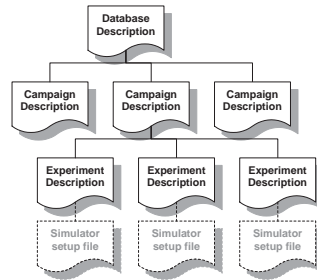 Database
Description
Campaign
Description
Campaign
Description
Campaign
Description
Experiment
Description
Experiment
Description
Experiment
Description
Simulator
setup file
Simulator
setup file
Simulator
setup file